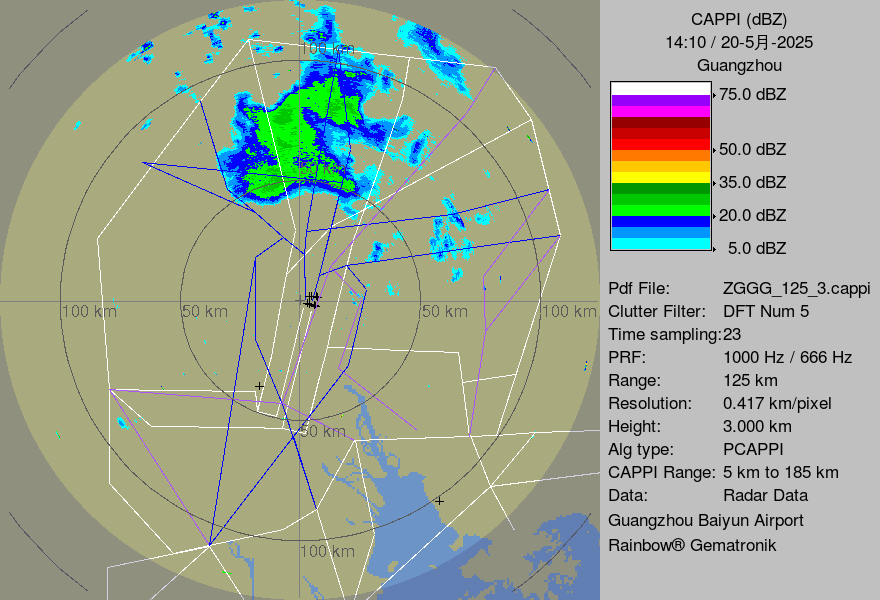 CAPPI (dBZ)
14:10 / 20-5月-2025
Guangzhou
75.0 dBZ
50.0 dBZ
35.0 dBZ
20.0 dBZ
5.0 dBZ
Pdf File: ZGGG_125_3.cappi
Clutter Filter: DFT Num 5
Time sampling:23
PRF: 1000 Hz / 666 Hz
Range: 125 km
Resolution: 0.417 km/pixel
Height: 3.000 km
Alg type: PCAPPI
CAPPI Range: 5 km to 185 km
Data: Radar Data
Guangzhou Baiyun Airport
Rainbow® Gematronik
100 km
100 km
50 km
50 km
100 km
50 km
100 km